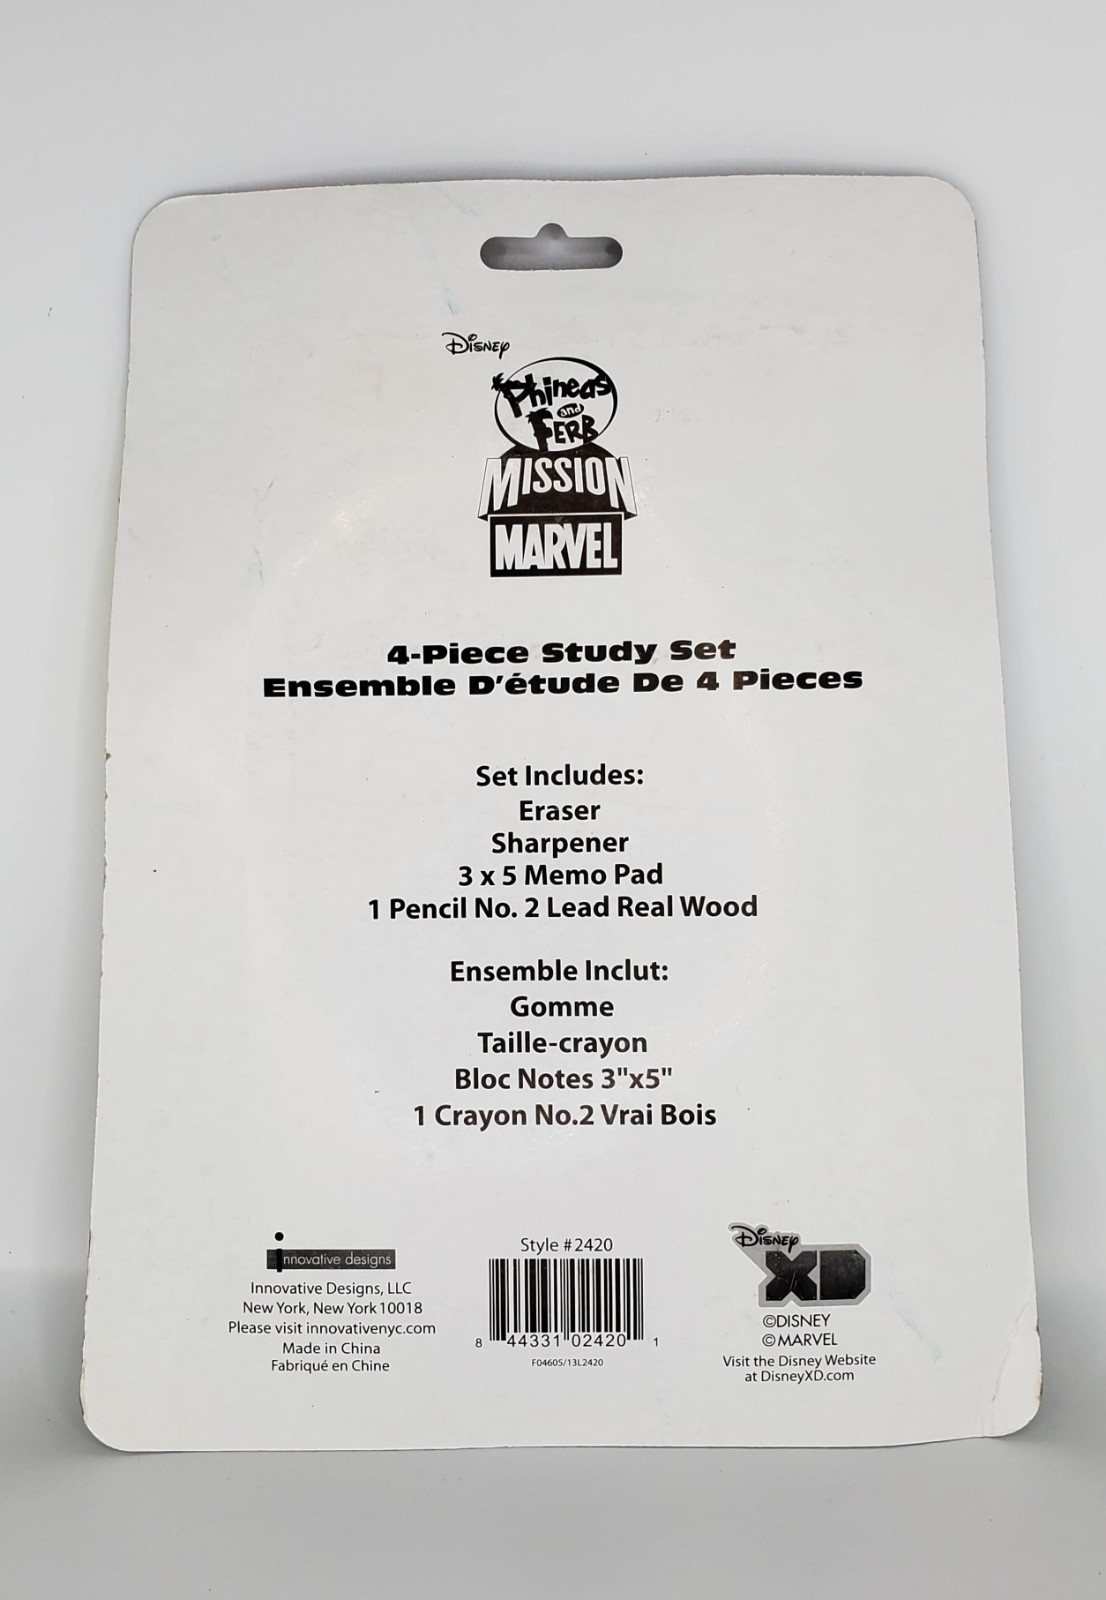 Disney
Phineas
and
FERB
MISSION
MARVEL
4-Piece Study Set
Ensemble D'étude De 4 Pieces
Set Includes:
Eraser
Sharpener
3 x 5 Memo Pad
1 Pencil No. 2 Lead Real Wood
Ensemble Inclut:
Gomme
Taille-crayon
Bloc Notes 3"x5"
1 Crayon No.2 Vrai Bois
innovative designs
Innovative Designs, LLC
New York, New York 10018
Please visit innovativenyc.com
Made in China
Fabriqué en Chine
Style #2420
8 44331 02420 1
F04605/13L2420
Disney
XD
©DISNEY
©MARVEL
Visit the Disney Website
at DisneyXD.com